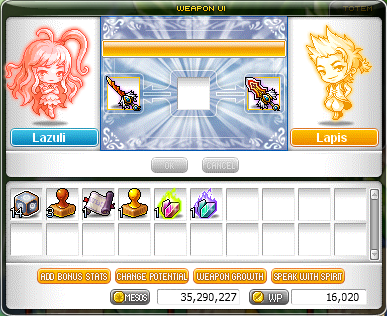 WEAPON UI
TOTEM
Lazuli
Lapis
OK
CANCEL
14 3 1 1 1 1
ADD BONUS STATS CHANGE POTENTIAL WEAPON GROWTH SPEAK WITH SPIRIT
MESOS 35,290,227 WP 16,020